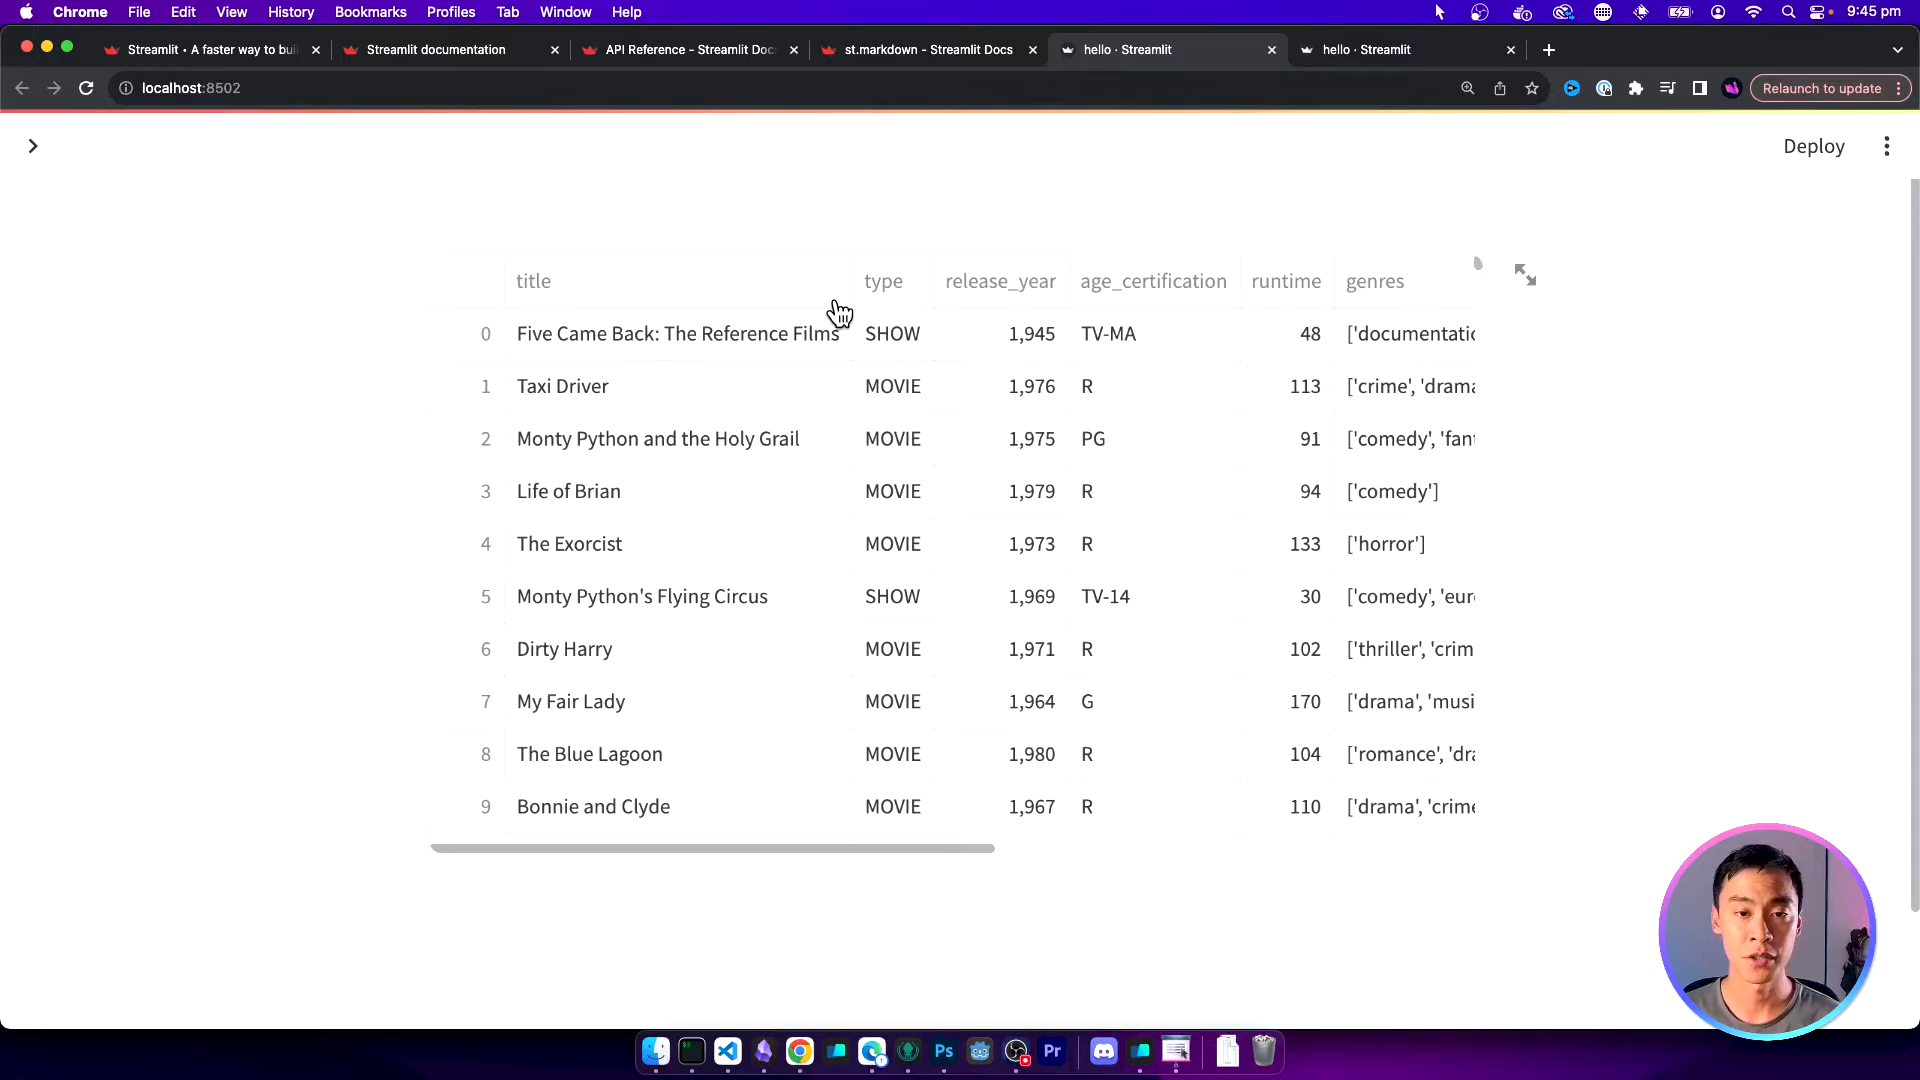 Chrome File Edit View History Bookmarks Profiles Tab Window Help 9:45 pm
Streamlit • A faster way to bui Streamlit documentation API Reference - Streamlit Doc st.markdown - Streamlit Docs hello · Streamlit hello · Streamlit
localhost:8502 Relaunch to update
Deploy
title type release_year age_certification runtime genres
0 Five Came Back: The Reference Films SHOW 1,945 TV-MA 48 ['documentatic
1 Taxi Driver MOVIE 1,976 R 113 ['crime', 'drama
2 Monty Python and the Holy Grail MOVIE 1,975 PG 91 ['comedy', 'fant
3 Life of Brian MOVIE 1,979 R 94 ['comedy']
4 The Exorcist MOVIE 1,973 R 133 ['horror']
5 Monty Python's Flying Circus SHOW 1,969 TV-14 30 ['comedy', 'euro
6 Dirty Harry MOVIE 1,971 R 102 ['thriller', 'crim
7 My Fair Lady MOVIE 1,964 G 170 ['drama', 'musi
8 The Blue Lagoon MOVIE 1,980 R 104 ['romance', 'dra
9 Bonnie and Clyde MOVIE 1,967 R 110 ['drama', 'crime
Ps Pr